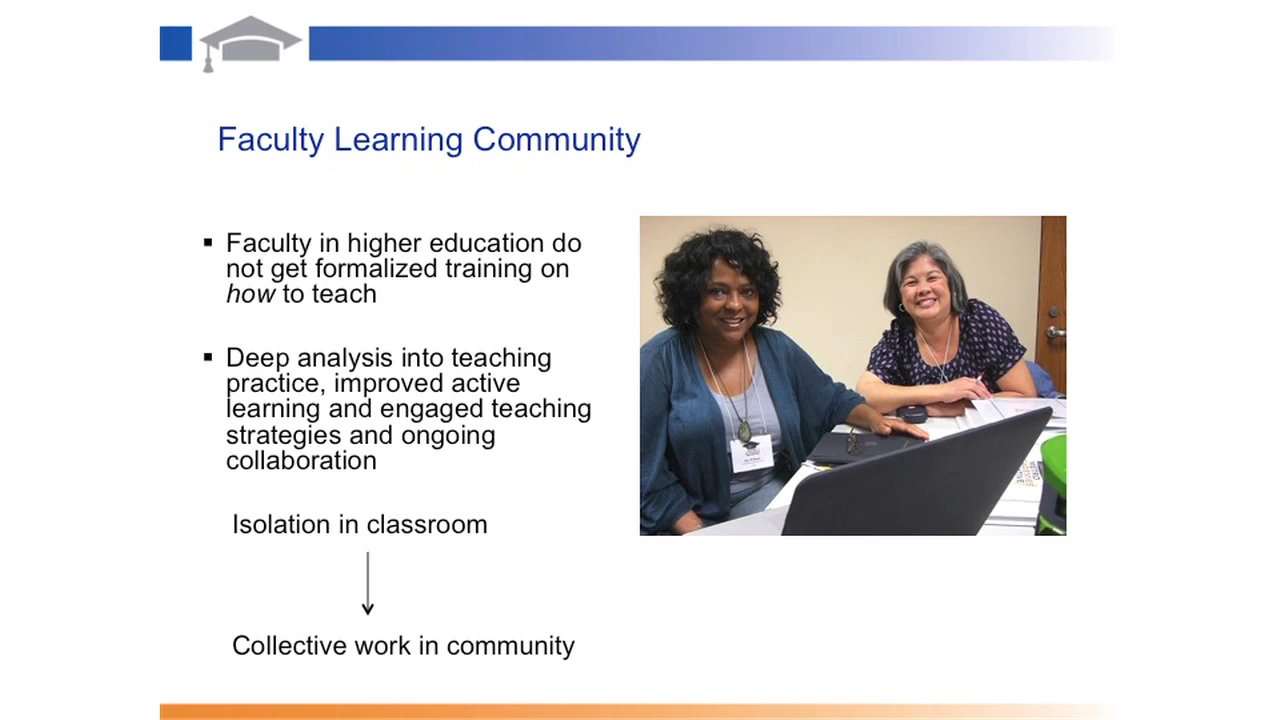 Faculty Learning Community
▪ Faculty in higher education do
not get formalized training on
how to teach
▪ Deep analysis into teaching
practice, improved active
learning and engaged teaching
strategies and ongoing
collaboration
Isolation in classroom
Collective work in community